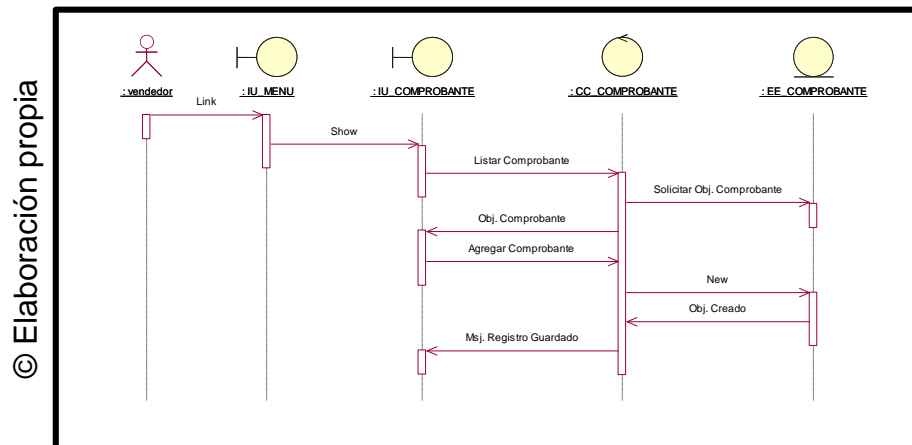 © Elaboración propia
: vendedor
: IU_MENU
: IU_COMPROBANTE
: CC_COMPROBANTE
: EE_COMPROBANTE
Link
Show
Listar Comprobante
Solicitar Obj. Comprobante
Obj. Comprobante
Agregar Comprobante
New
Obj. Creado
Msj. Registro Guardado